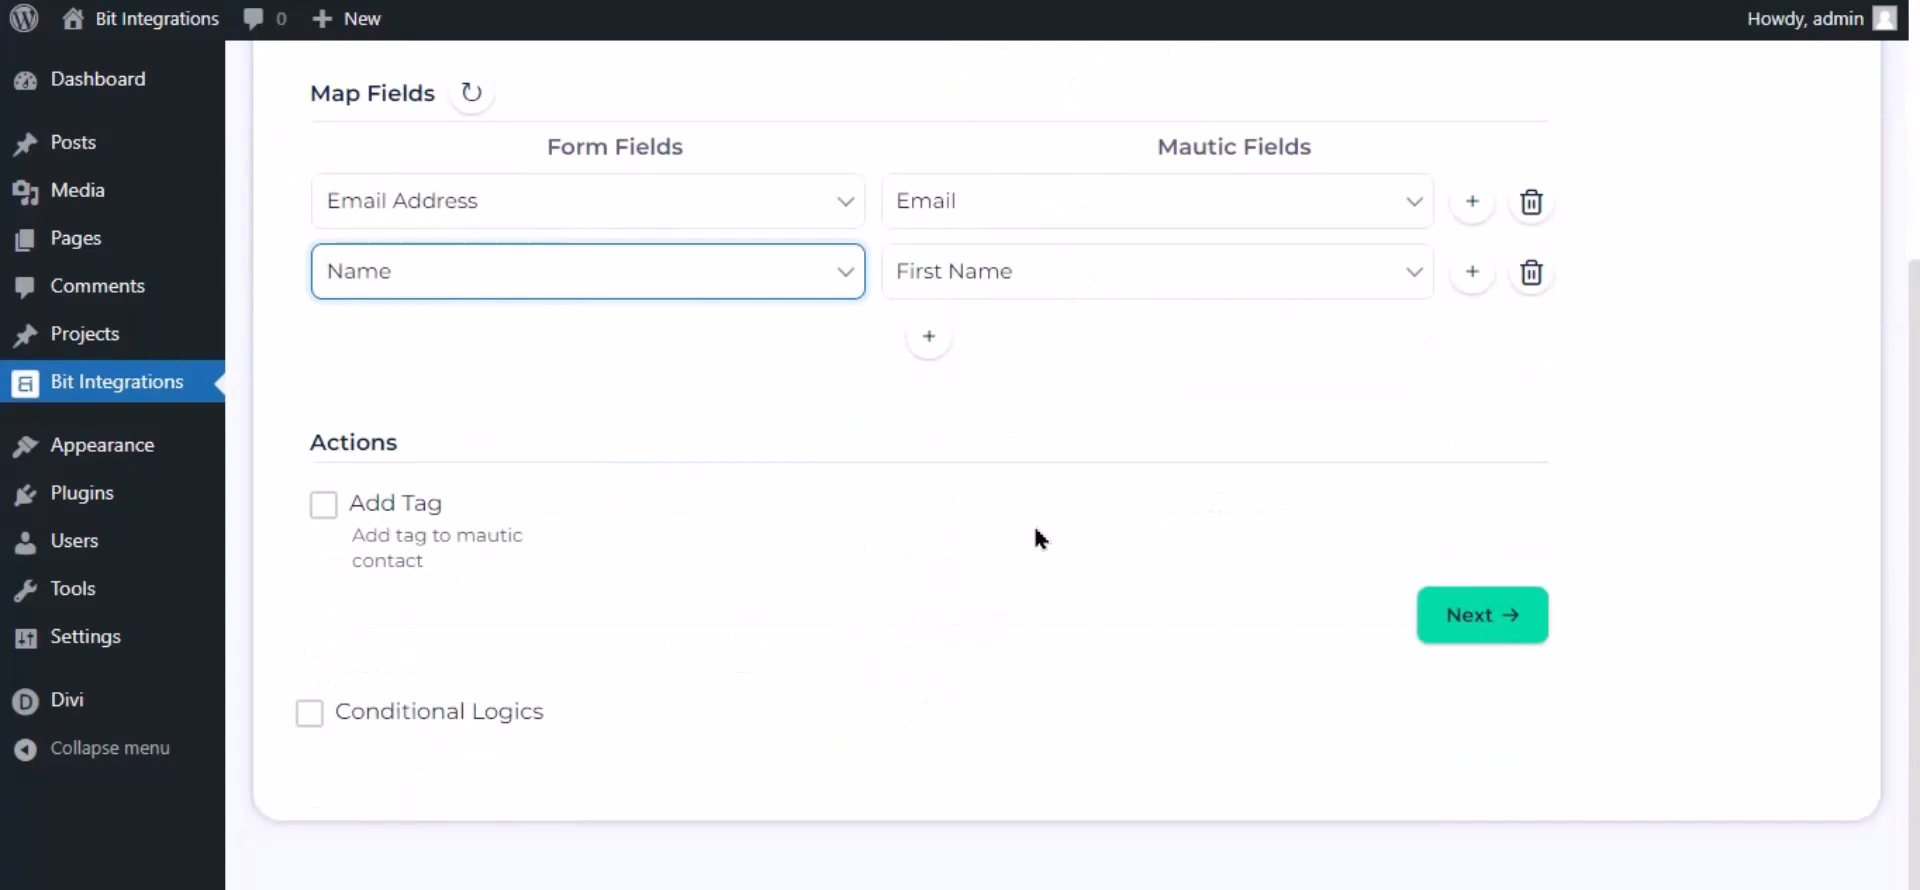 Bit Integrations 0 New Howdy, admin
Dashboard
Posts
Media
Pages
Comments
Projects
Bit Integrations
Appearance
Plugins
Users
Tools
Settings
Divi
Collapse menu
Map Fields
Form Fields Mautic Fields
Email Address Email
Name First Name
Actions
Add Tag
Add tag to mautic
contact
Next →
Conditional Logics